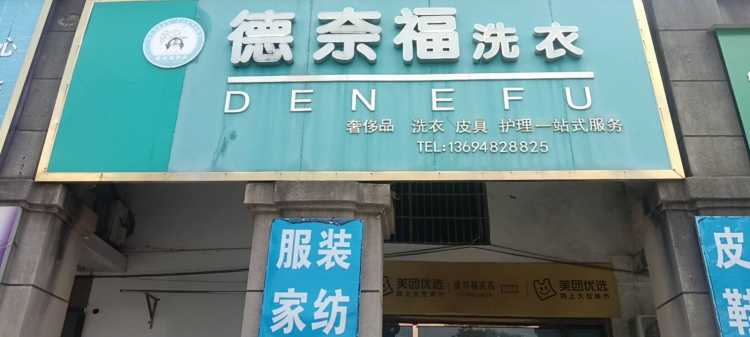 德奈福洗衣
DENEFU
奢侈品 洗衣 皮具 护理一站式服务
TEL:13694828825
服装
家纺
美团优选
美团优选
皮
鞋